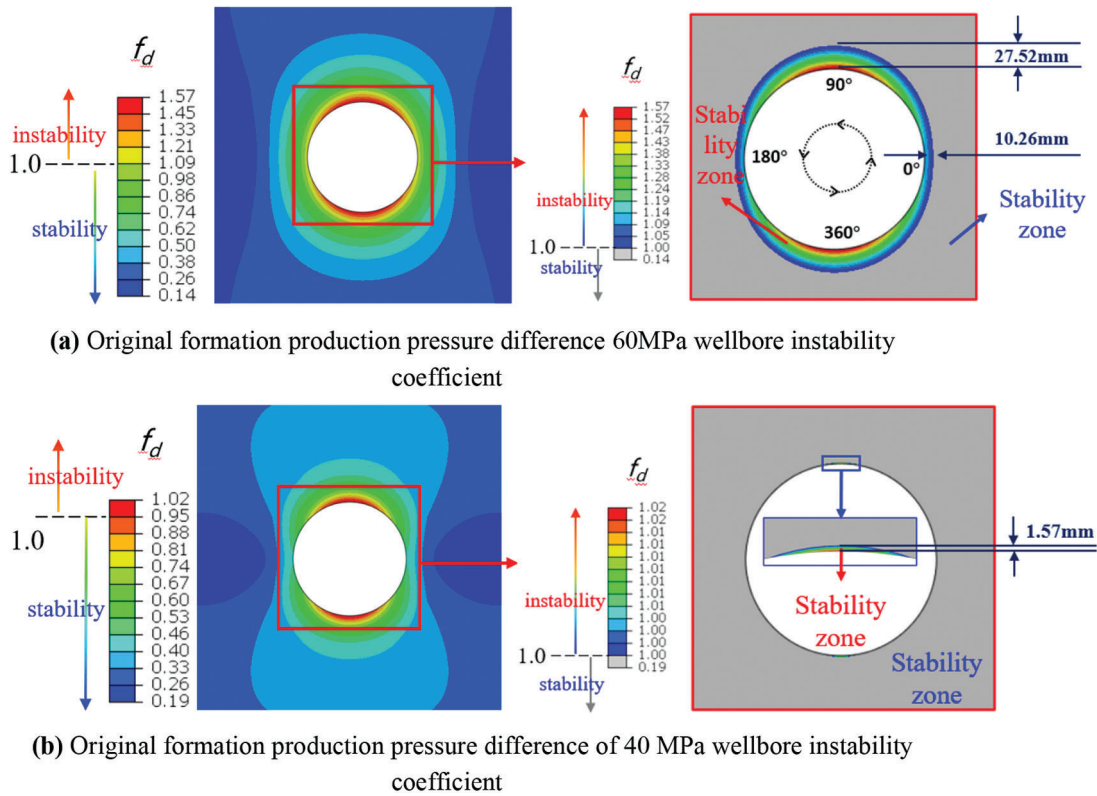 f_d
instability
1.0
stability
1.57
1.45
1.33
1.21
1.09
0.98
0.86
0.74
0.62
0.50
0.38
0.26
0.14
f_d
instability
1.0
stability
1.57
1.52
1.47
1.43
1.38
1.33
1.29
1.24
1.19
1.14
1.09
1.05
1.00
0.14
27.52mm
90°
Stabi
lity
zone
180°
0°
10.26mm
360°
Stability
zone
(a) Original formation production pressure difference 60MPa wellbore instability
coefficient
f_d
instability
1.0
stability
1.02
0.95
0.88
0.81
0.74
0.67
0.60
0.53
0.46
0.40
0.33
0.26
0.19
f_d
instability
1.0
stability
1.02
1.02
1.02
1.01
1.01
1.01
1.01
1.01
1.01
1.00
1.00
1.00
0.19
1.57mm
Stability
zone
Stability
zone
(b) Original formation production pressure difference of 40 MPa wellbore instability
coefficient